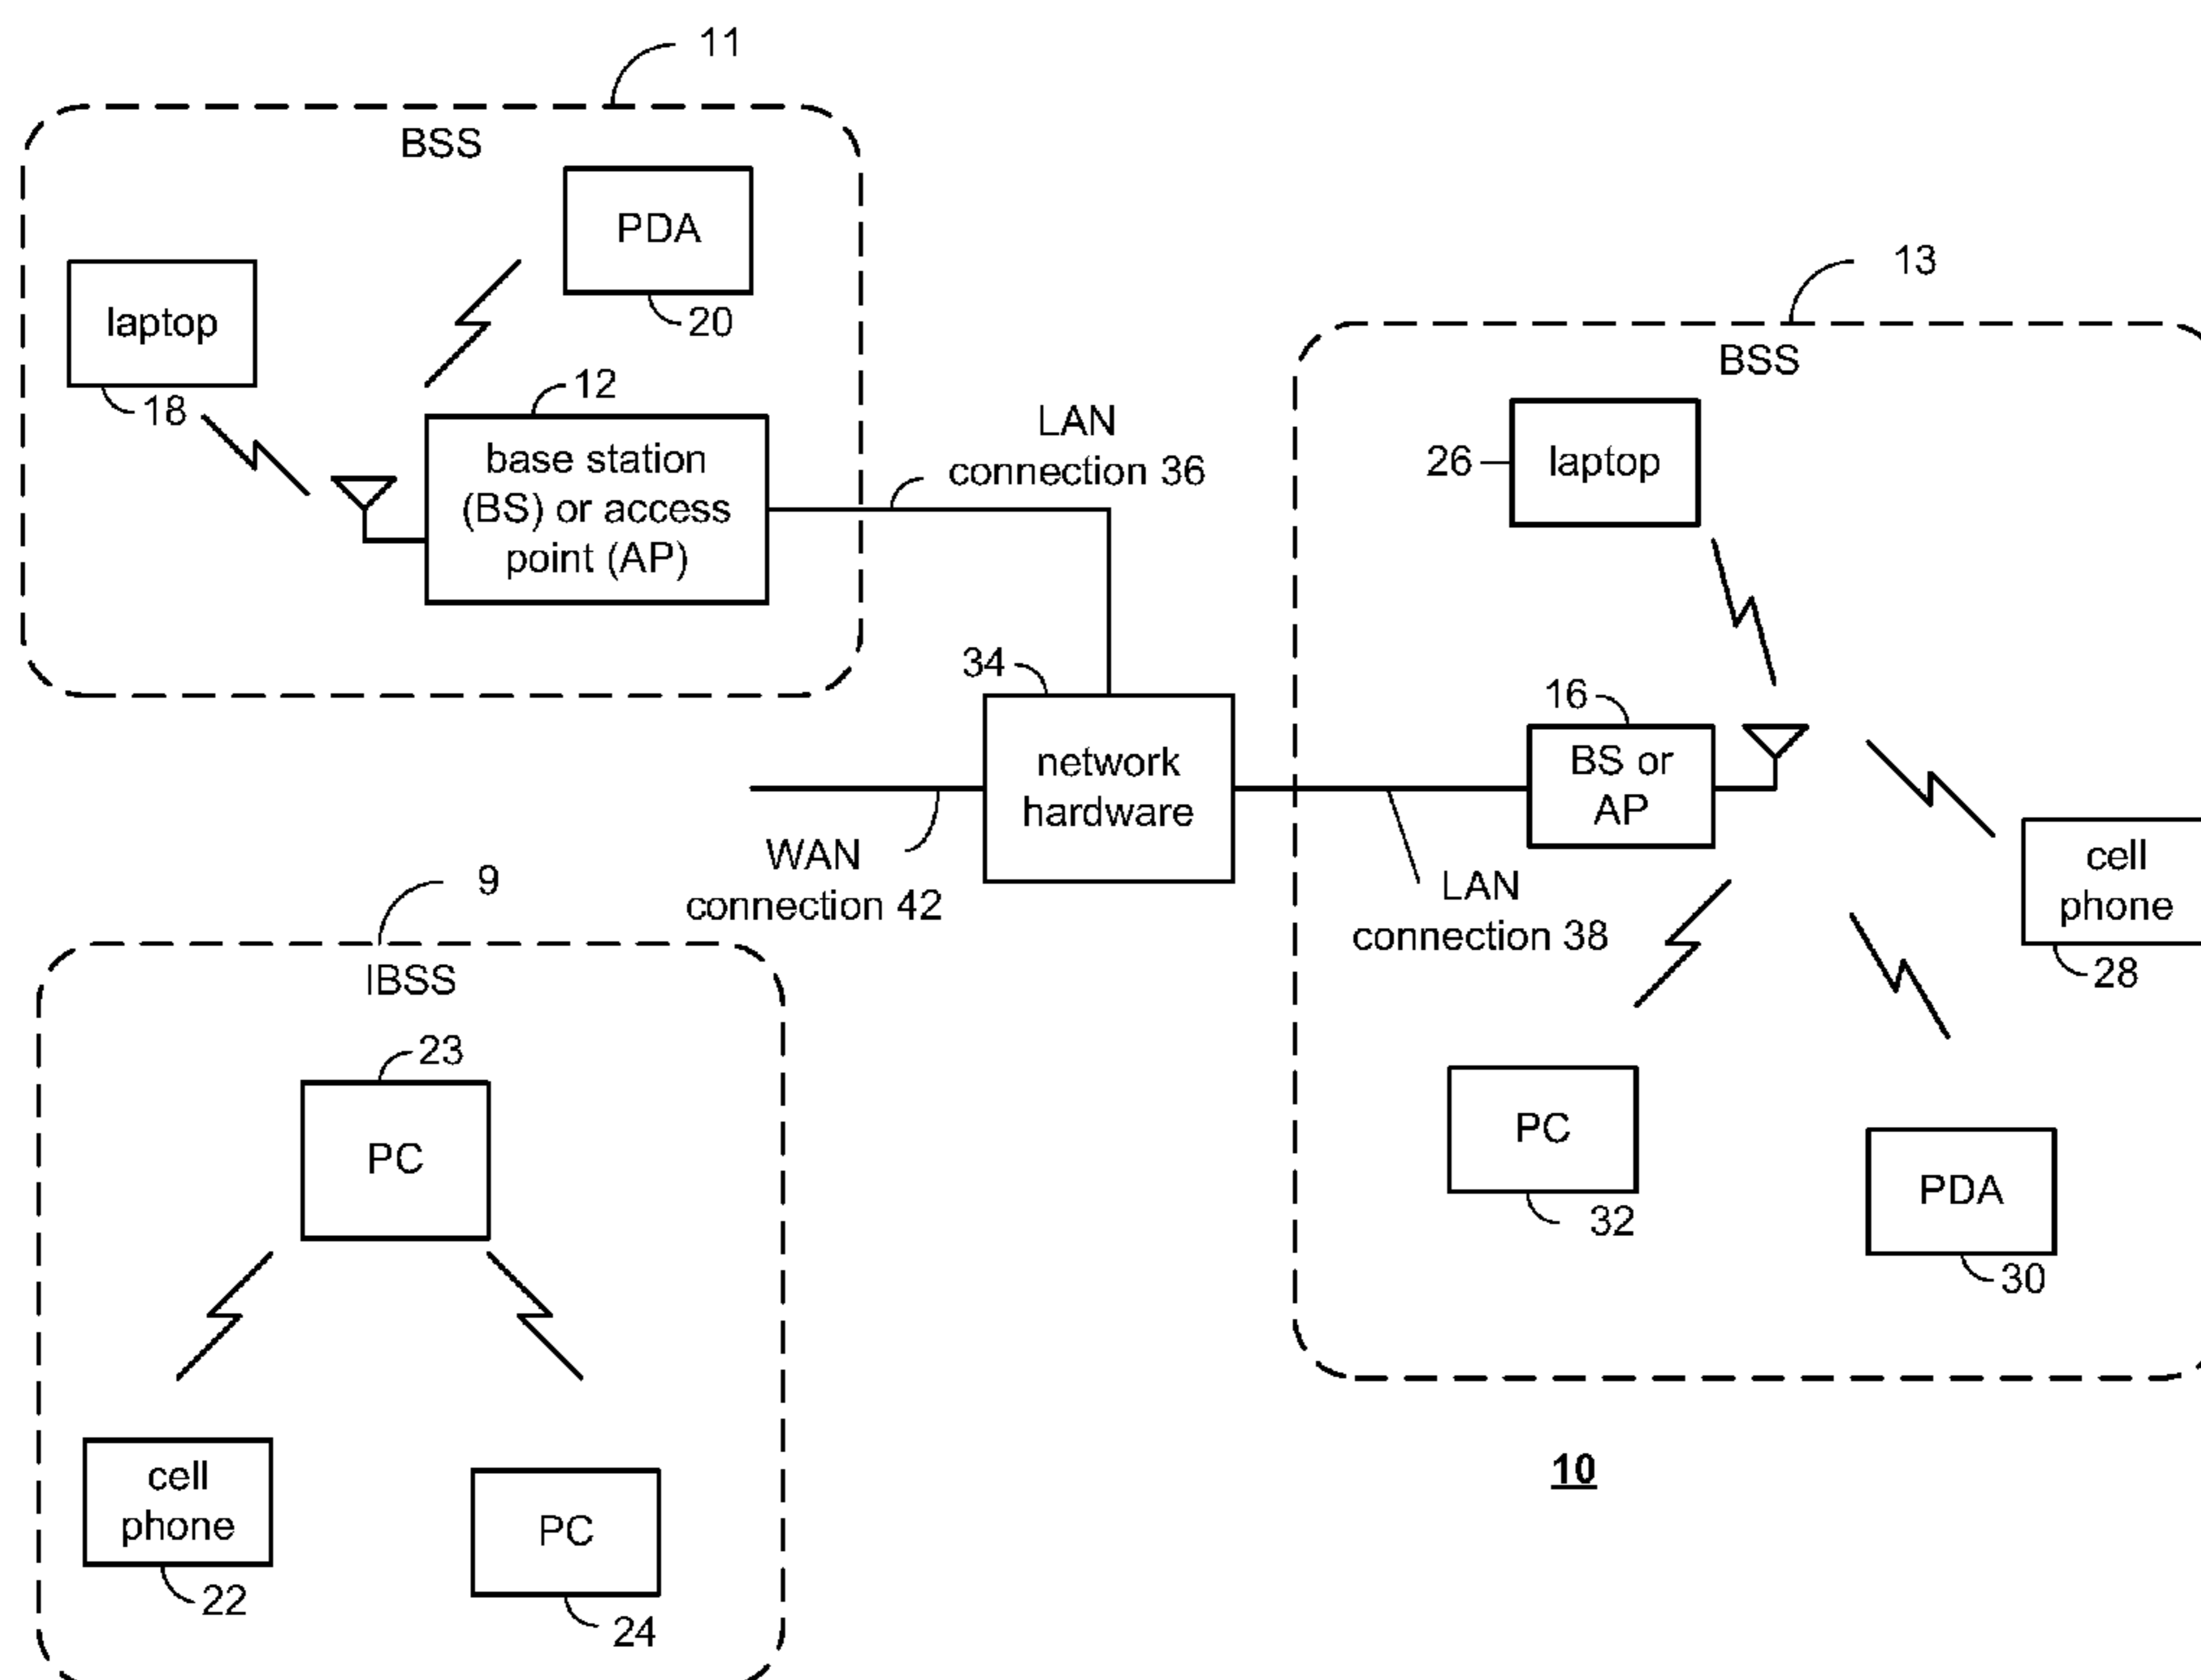 11
BSS
PDA
20
laptop
18
12
base station
(BS) or access
point (AP)
LAN
connection 36
13
BSS
26
laptop
34
network
hardware
16
BS or
AP
WAN
connection 42
LAN
connection 38
cell
phone
28
9
IBSS
23
PC
PC
32
PDA
30
cell
phone
22
PC
24
10